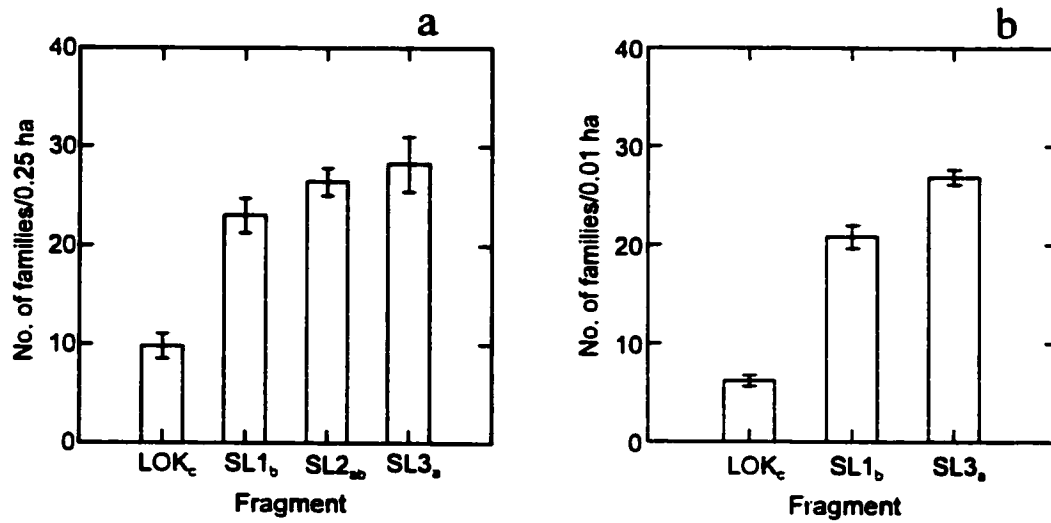 a
No. of families/0.25 ha
40
30
20
10
0
LOKc SL1b SL2ab SL3a
Fragment
b
No. of families/0.01 ha
40
30
20
10
0
LOKc SL1b SL3a
Fragment